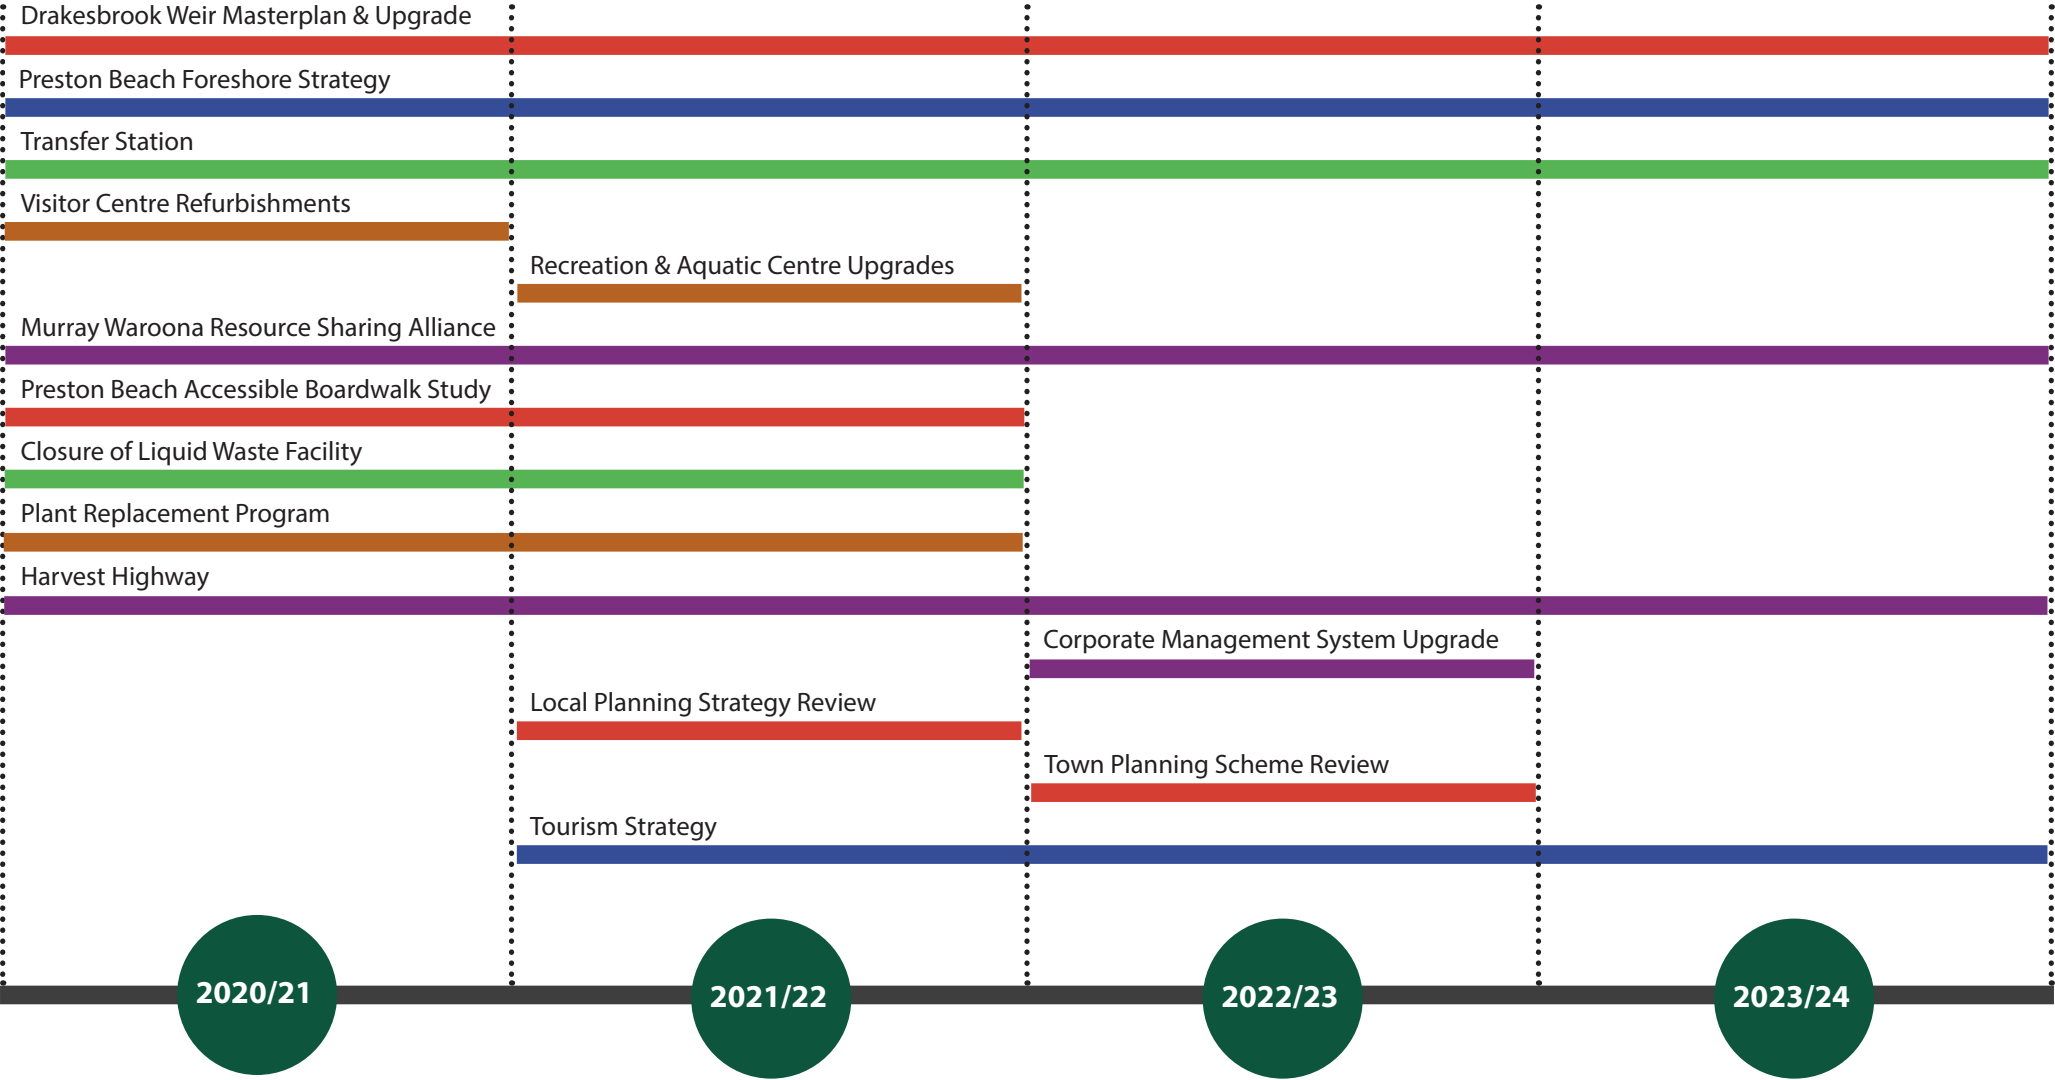 Drakesbrook Weir Masterplan & Upgrade
Preston Beach Foreshore Strategy
Transfer Station
Visitor Centre Refurbishments
Recreation & Aquatic Centre Upgrades
Murray Waroona Resource Sharing Alliance
Preston Beach Accessible Boardwalk Study
Closure of Liquid Waste Facility
Plant Replacement Program
Harvest Highway
Corporate Management System Upgrade
Local Planning Strategy Review
Town Planning Scheme Review
Tourism Strategy
2020/21
2021/22
2022/23
2023/24